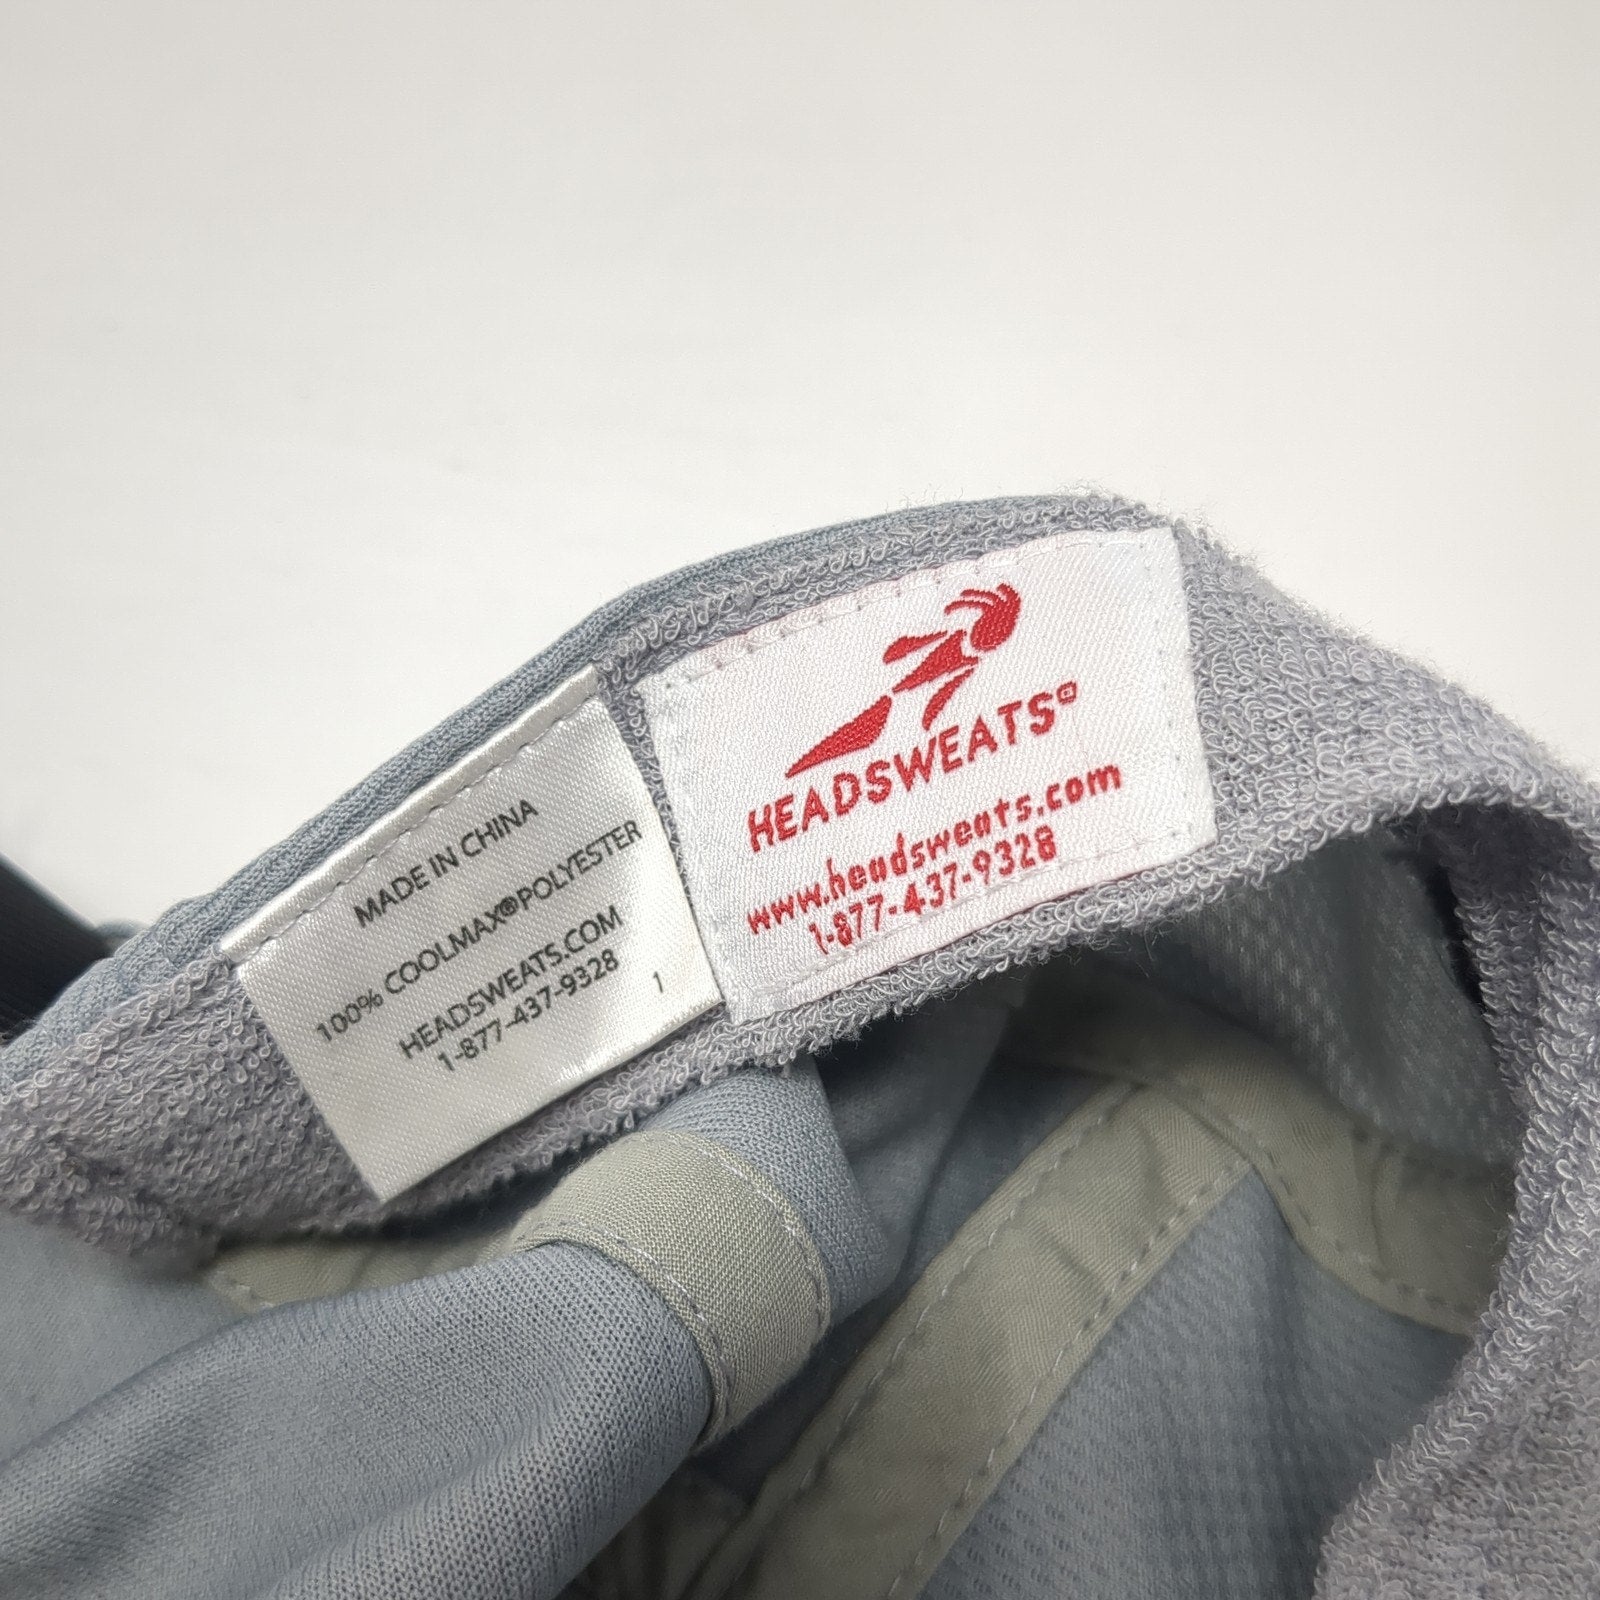 MADE IN CHINA
100% COOLMAX®POLYESTER
HEADSWEATS.COM
1-877-437-9328
1
HEADSWEATS®
www.headsweats.com
1-877-437-9328